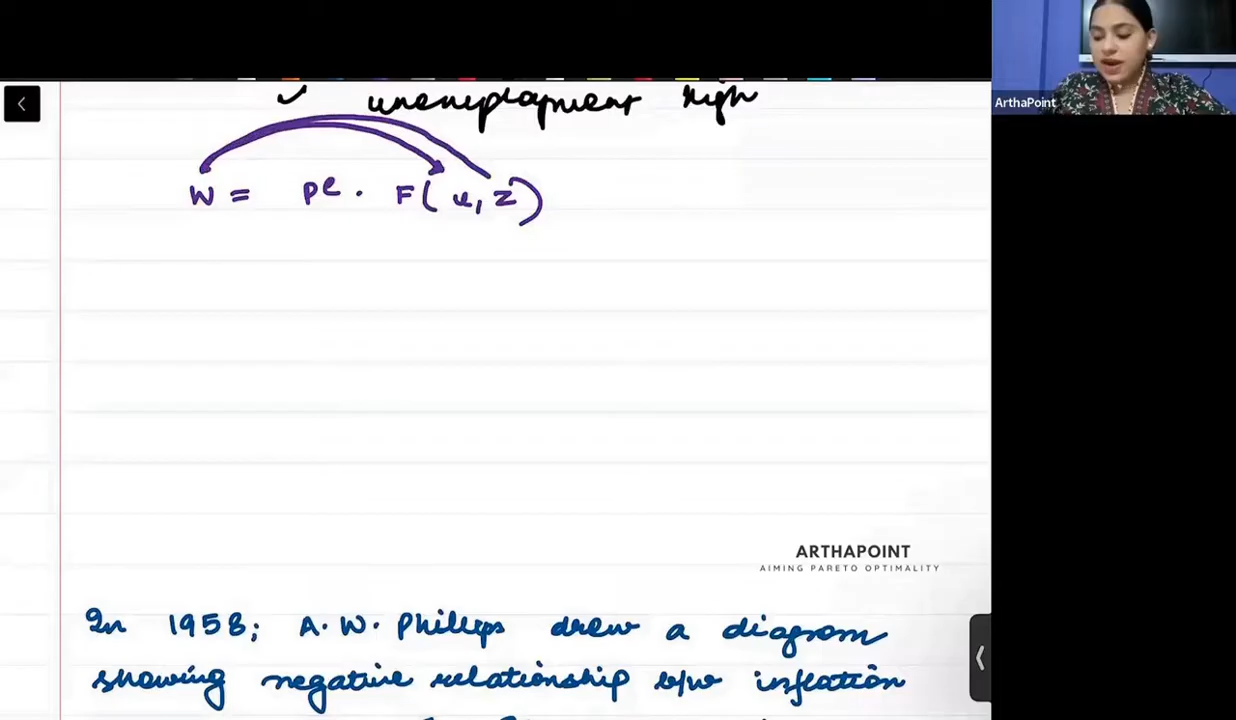 unemployment high
W = Pe . F(u, z)
ArthaPoint
ARTHAPOINT
AIMING PARETO OPTIMALITY
In 1958; A.W. Phillips drew a diagram
showing negative relationship b/w inflation